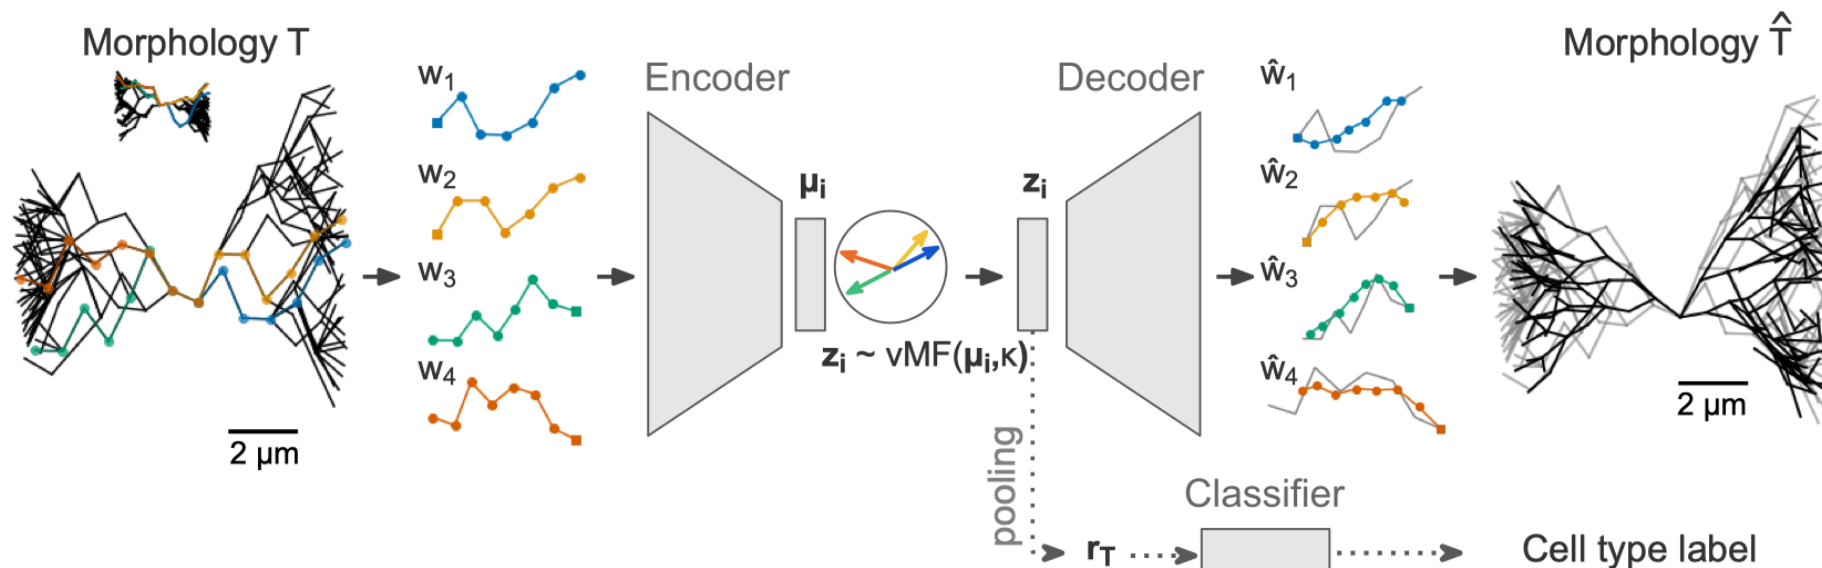 Morphology T
2 µm
w1
w2
w3
w4
Encoder
μi
zi ~ vMF(μi,κ)
zi
Decoder
ŵ1
ŵ2
ŵ3
ŵ4
Morphology T̂
2 µm
pooling
rT
Classifier
Cell type label